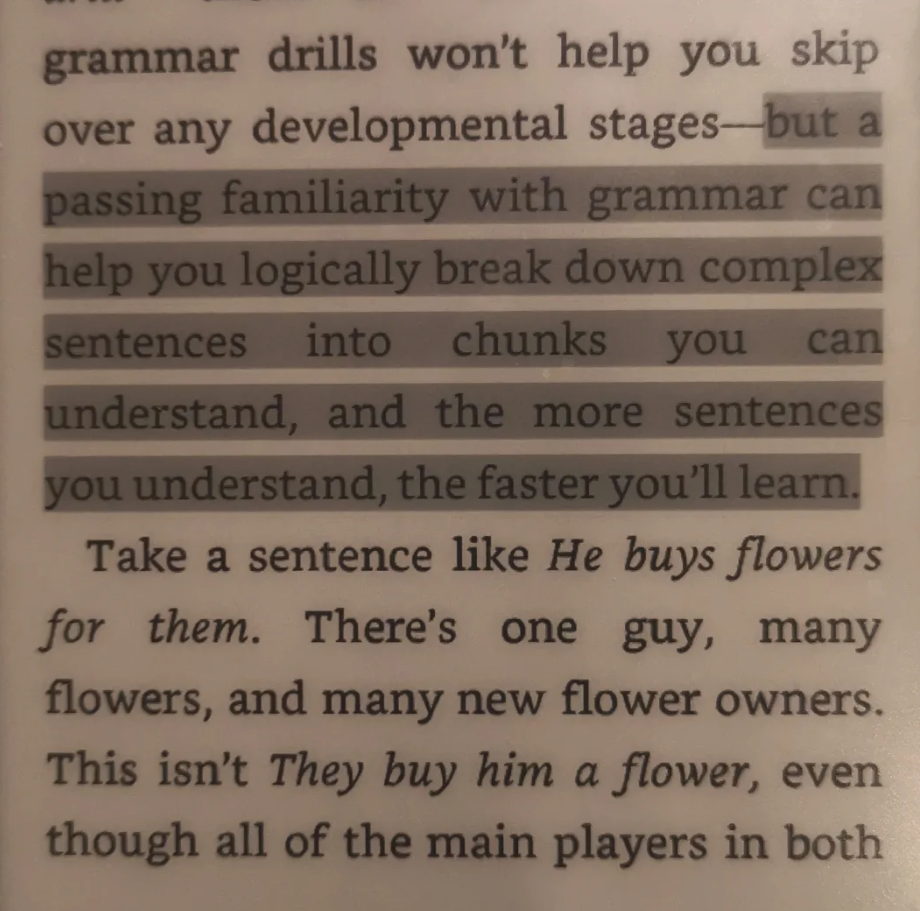 grammar drills won't help you skip
over any developmental stages—but a
passing familiarity with grammar can
help you logically break down complex
sentences into chunks you can
understand, and the more sentences
you understand, the faster you'll learn.
Take a sentence like He buys flowers
for them. There's one guy, many
flowers, and many new flower owners.
This isn't They buy him a flower, even
though all of the main players in both